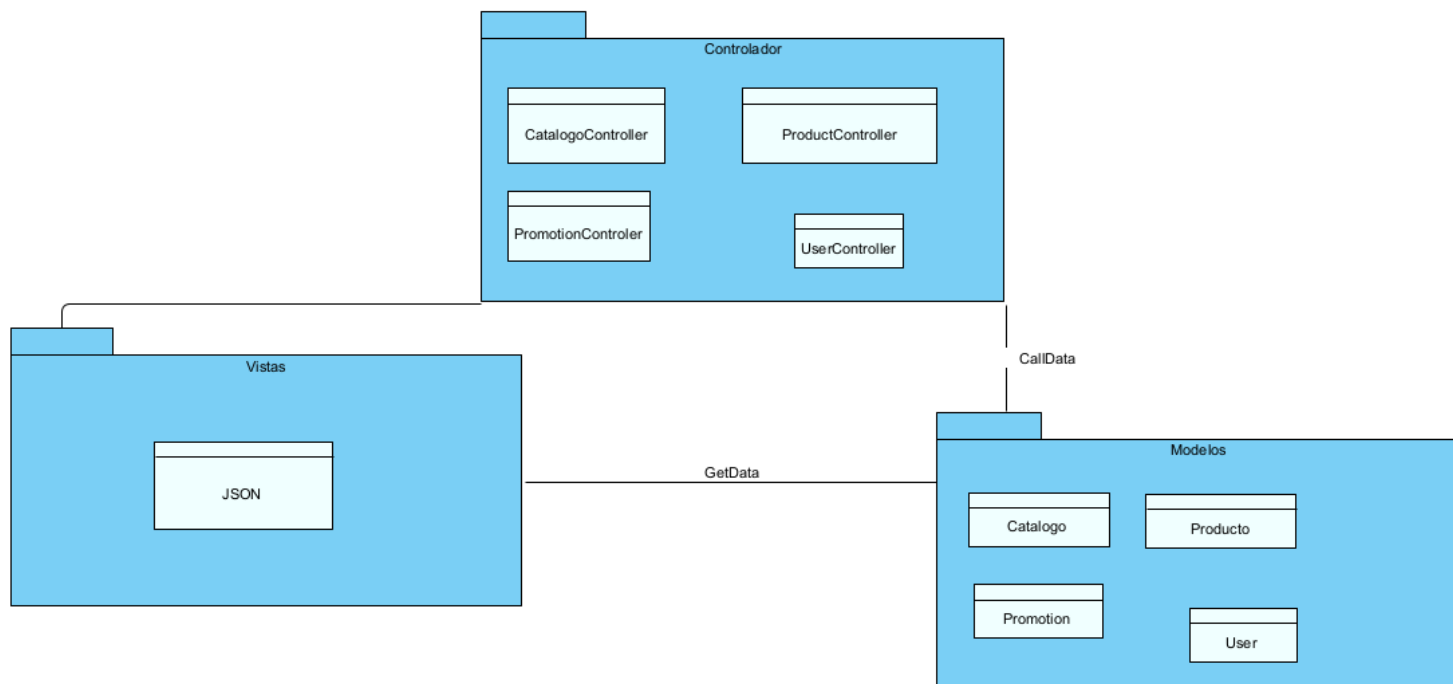 Controlador
CatalogoController
ProductController
PromotionControler
UserController
Vistas
CallData
JSON
GetData
Modelos
Catalogo
Producto
Promotion
User